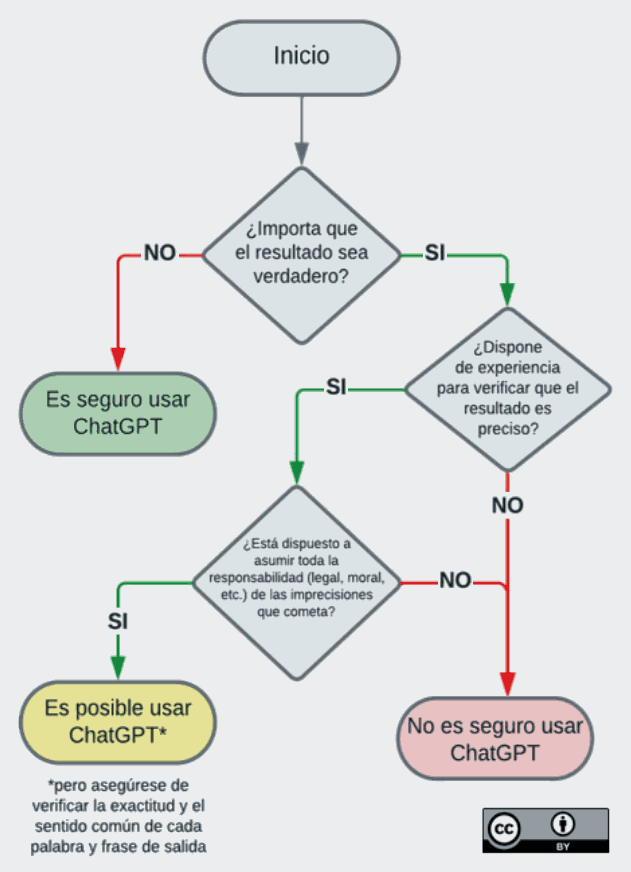 Inicio
¿Importa que
el resultado sea
verdadero?
NO
SI
Es seguro usar
ChatGPT
¿Dispone
de experiencia
para verificar que el
resultado es
preciso?
SI
NO
¿Está dispuesto a
asumir toda la
responsabilidad (legal, moral,
etc.) de las imprecisiones
que cometa?
NO
SI
Es posible usar
ChatGPT*
No es seguro usar
ChatGPT
*pero asegúrese de
verificar la exactitud y el
sentido común de cada
palabra y frase de salida
cc
BY